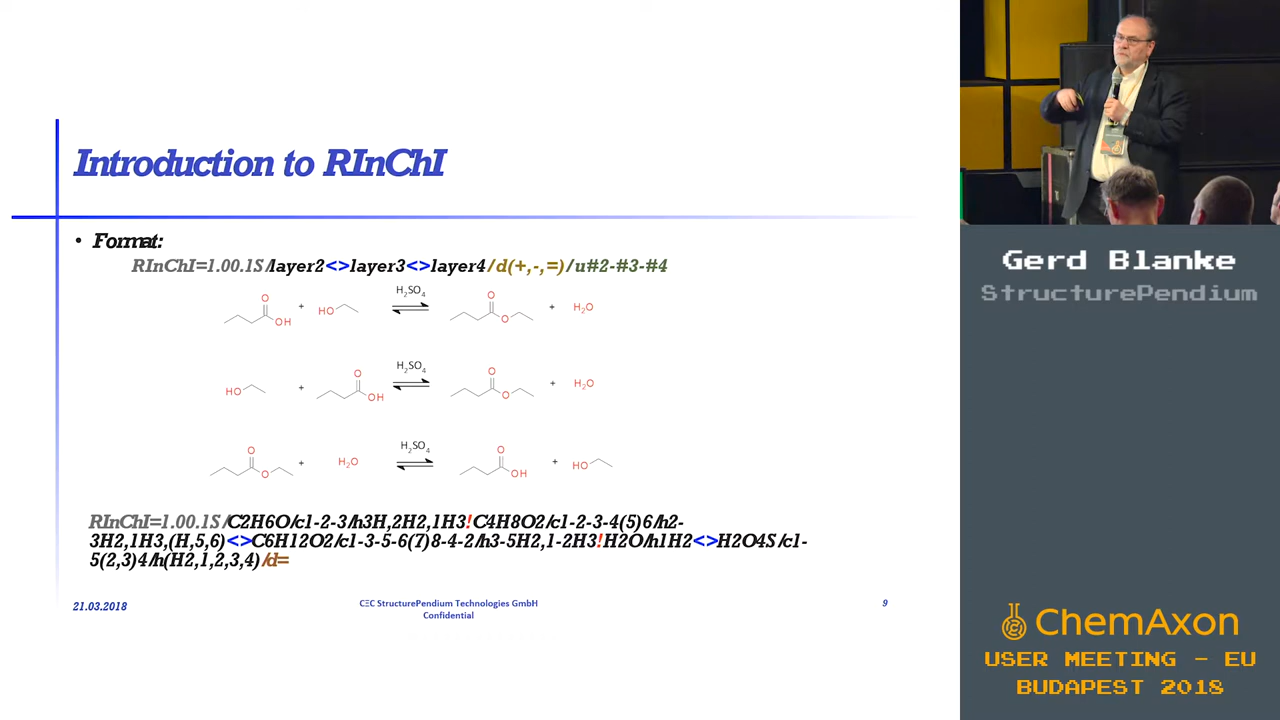 Introduction to RInChI
• Format:
RInChI=1.00.1S/layer2<>layer3<>layer4/d(+,-,=)/u#2-#3-#4
O
OH
+
HO
H2SO4
O
O
+
H2O
HO
+
O
OH
H2SO4
O
O
+
H2O
O
O
+
H2O
H2SO4
O
OH
+
HO
RInChI=1.00.1S/C2H6O/c1-2-3/h3H,2H2,1H3!C4H8O2/c1-2-3-4(5)6/h2-
3H2,1H3,(H,5,6)<>C6H12O2/c1-3-5-6(7)8-4-2/h3-5H2,1-2H3!H2O/h1H2<>H2O4S/c1-
5(2,3)4/h(H2,1,2,3,4)/d=
21.03.2018
CΞC StructurePendium Technologies GmbH
Confidential
9
Gerd Blanke
StructurePendium
ChemAxon
USER MEETING - EU
BUDAPEST 2018